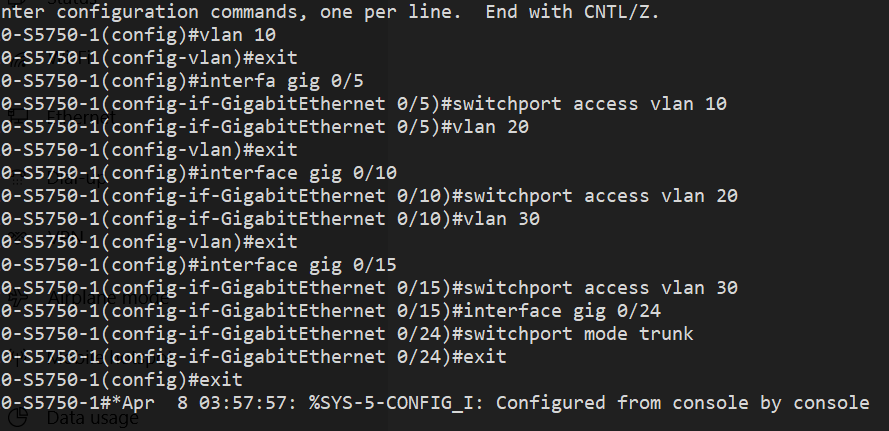 nter configuration commands, one per line.  End with CNTL/Z.
0-S5750-1(config)#vlan 10
0-S5750-1(config-vlan)#exit
0-S5750-1(config)#interfa gig 0/5
0-S5750-1(config-if-GigabitEthernet 0/5)#switchport access vlan 10
0-S5750-1(config-if-GigabitEthernet 0/5)#vlan 20
0-S5750-1(config-vlan)#exit
0-S5750-1(config)#interface gig 0/10
0-S5750-1(config-if-GigabitEthernet 0/10)#switchport access vlan 20
0-S5750-1(config-if-GigabitEthernet 0/10)#vlan 30
0-S5750-1(config-vlan)#exit
0-S5750-1(config)#interface gig 0/15
0-S5750-1(config-if-GigabitEthernet 0/15)#switchport access vlan 30
0-S5750-1(config-if-GigabitEthernet 0/15)#interface gig 0/24
0-S5750-1(config-if-GigabitEthernet 0/24)#switchport mode trunk
0-S5750-1(config-if-GigabitEthernet 0/24)#exit
0-S5750-1(config)#exit
0-S5750-1#*Apr  8 03:57:57: %SYS-5-CONFIG_I: Configured from console by console
Data usage